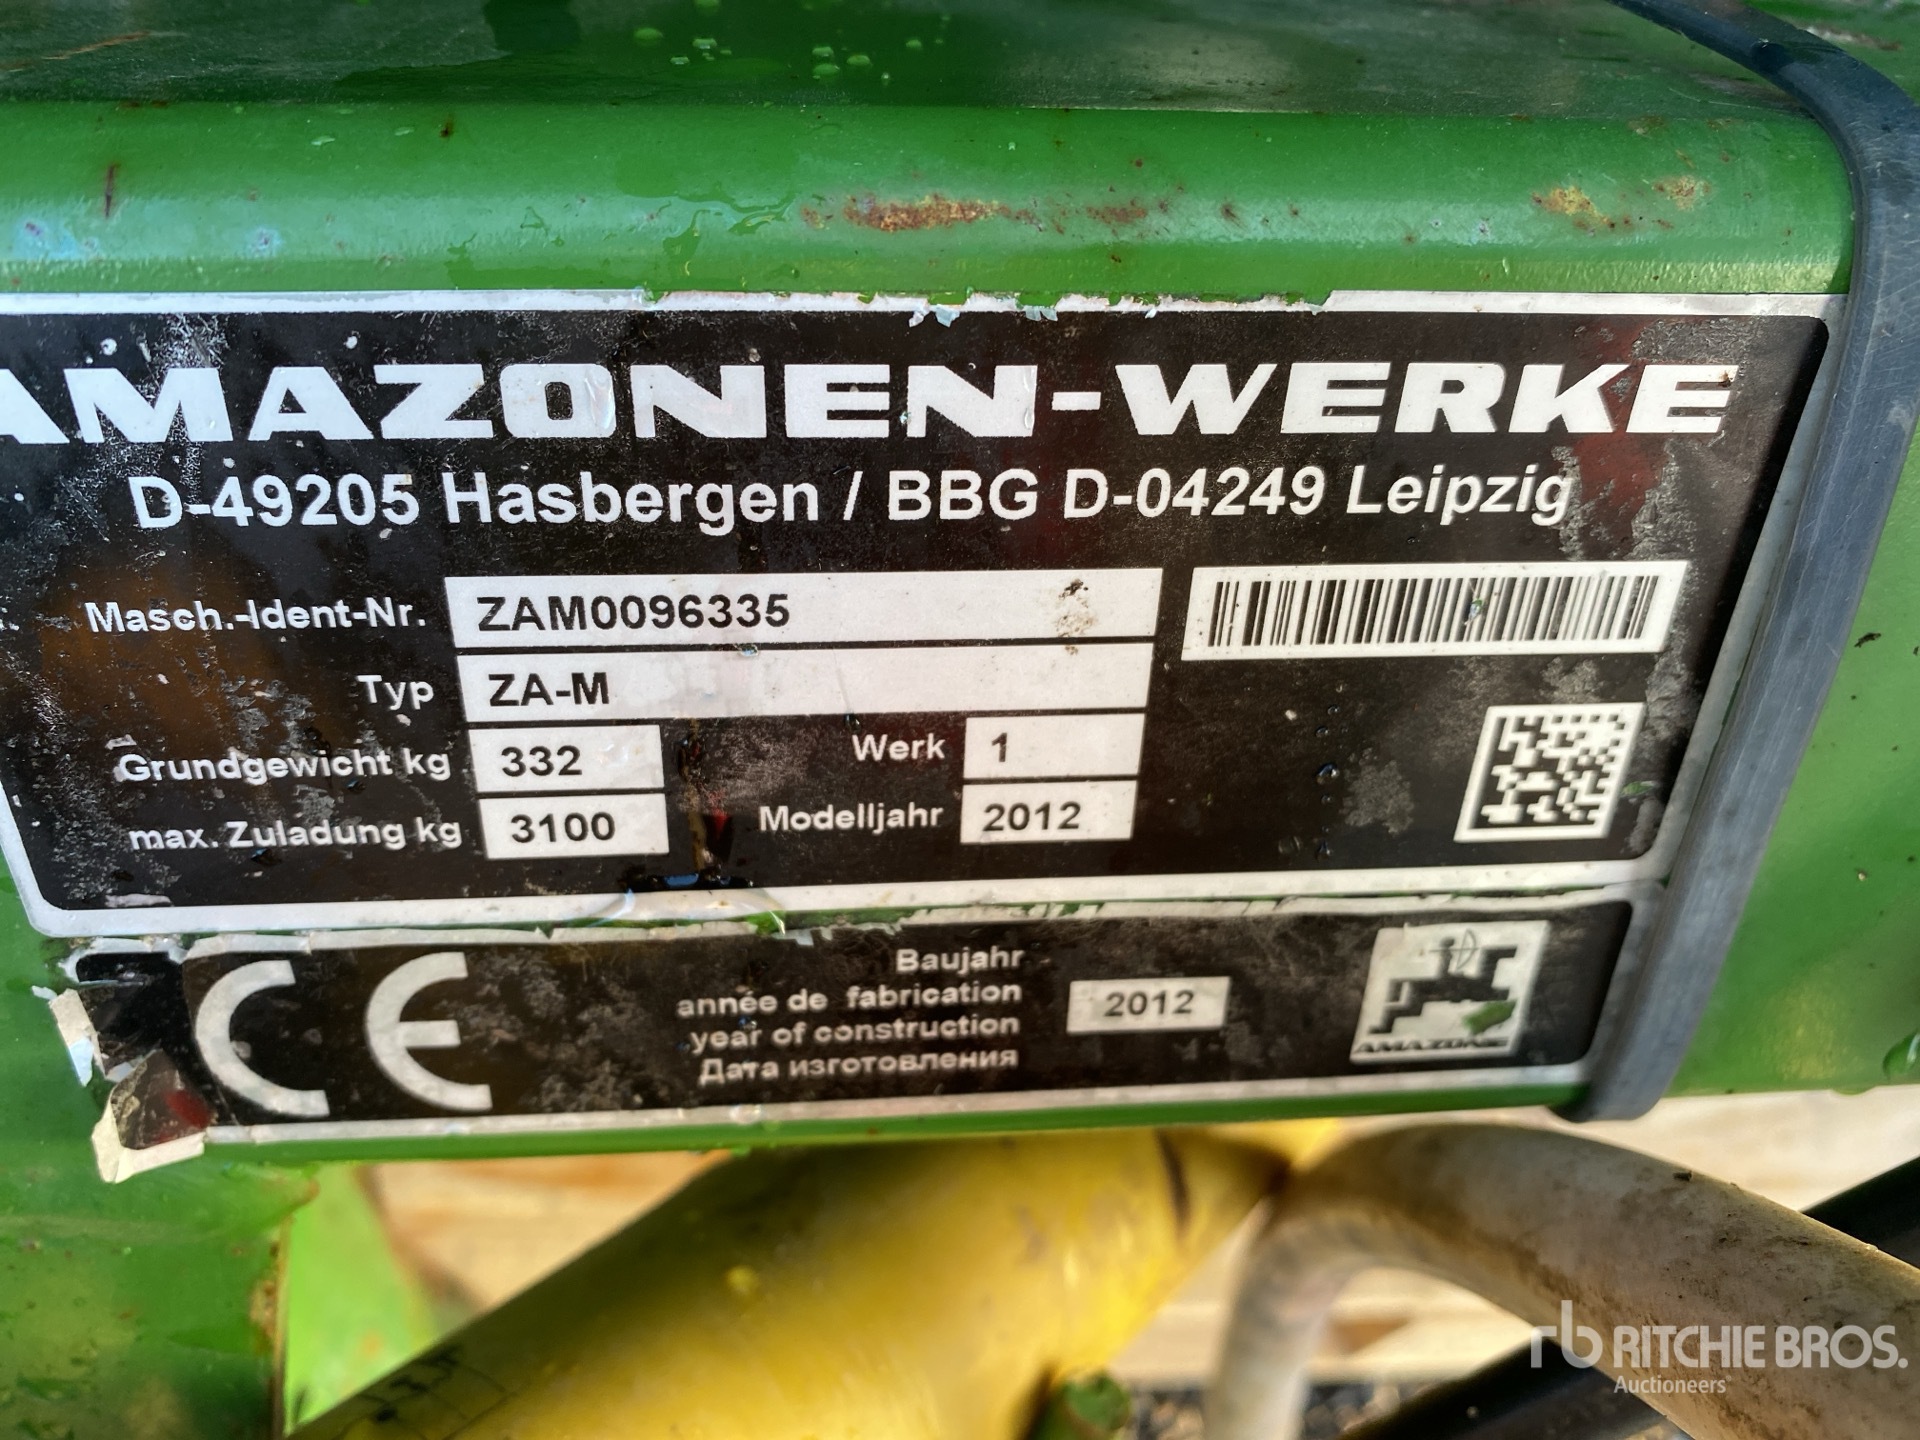 AMAZONEN-WERKE
D-49205 Hasbergen / BBG D-04249 Leipzig
Masch.-Ident-Nr. ZAM0096335
Typ ZA-M
Grundgewicht kg 332 Werk 1
max. Zuladung kg 3100 Modelljahr 2012
CE
Baujahr
année de fabrication
year of construction
Дата изготовления
2012
AMAZONE
rb RITCHIE BROS.
Auctioneers